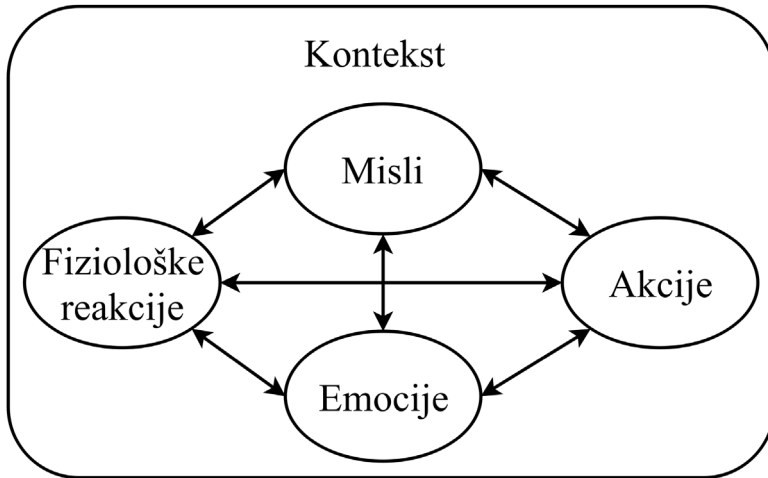 Kontekst
Misli
Fiziološke
reakcije
Akcije
Emocije